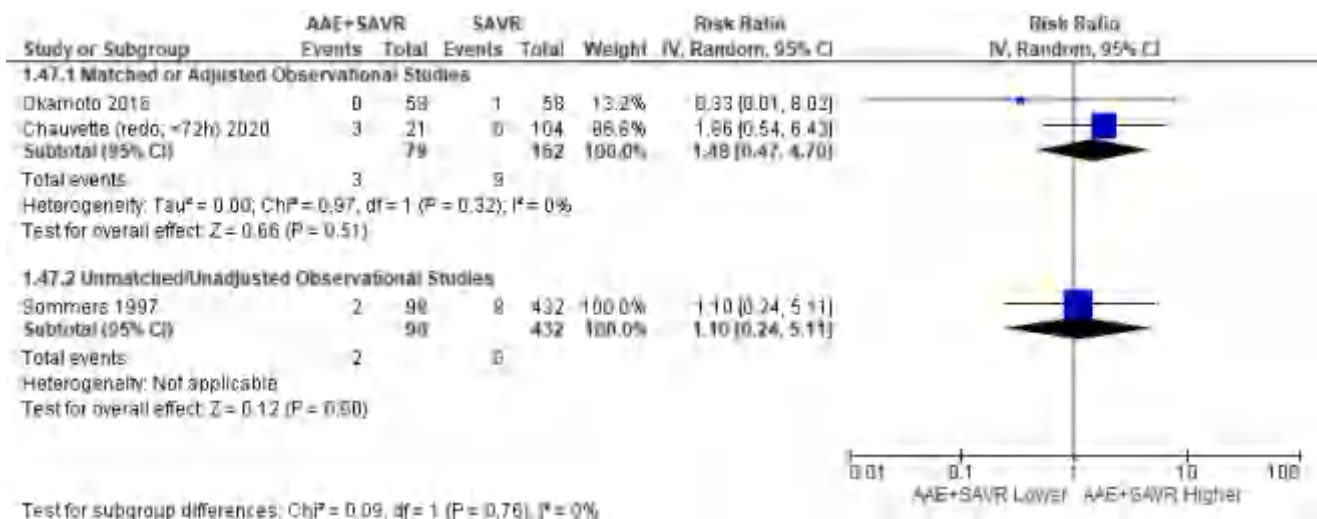 AAE+SAVR SAVR Risk Ratio Risk Ratio
Study or Subgroup Events Total Events Total Weight IV, Random, 95% CI IV, Random, 95% CI
1.47.1 Matched or Adjusted Observational Studies
Okamoto 2016 0 58 1 58 13.2% 0.33 [0.01, 8.02]
Chauvette (redo, <72h) 2020 3 21 8 104 86.8% 1.86 [0.54, 6.43]
Subtotal (95% CI) 79 162 100.0% 1.48 [0.47, 4.70]
Total events 3 9
Heterogeneity: Tau² = 0.00; Chi² = 0.97, df = 1 (P = 0.32); I² = 0%
Test for overall effect: Z = 0.66 (P = 0.51)
1.47.2 Unmatched/Unadjusted Observational Studies
Sommers 1997 2 98 8 432 100.0% 1.10 [0.24, 5.11]
Subtotal (95% CI) 98 432 100.0% 1.10 [0.24, 5.11]
Total events 2 8
Heterogeneity: Not applicable
Test for overall effect: Z = 0.12 (P = 0.90)
0.01 0.1 1 10 100
AAE+SAVR Lower AAE+SAVR Higher
Test for subgroup differences: Chi² = 0.09, df = 1 (P = 0.76), I² = 0%